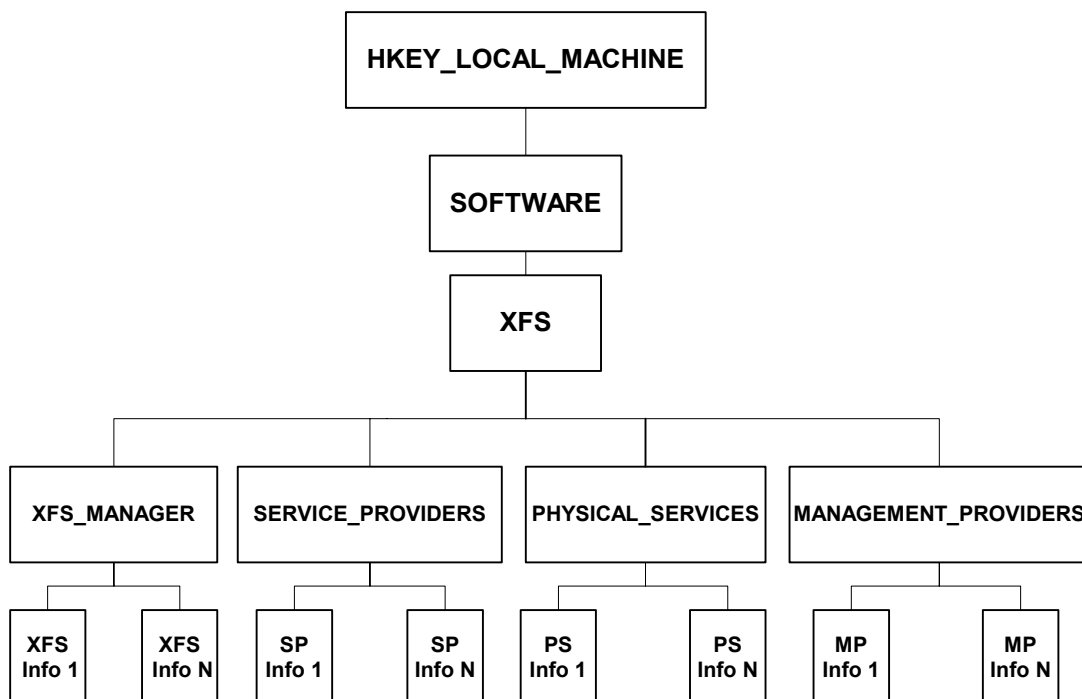 HKEY_LOCAL_MACHINE
SOFTWARE
XFS
XFS_MANAGER
SERVICE_PROVIDERS
PHYSICAL_SERVICES
MANAGEMENT_PROVIDERS
XFS
Info 1
XFS
Info N
SP
Info 1
SP
Info N
PS
Info 1
PS
Info N
MP
Info 1
MP
Info N